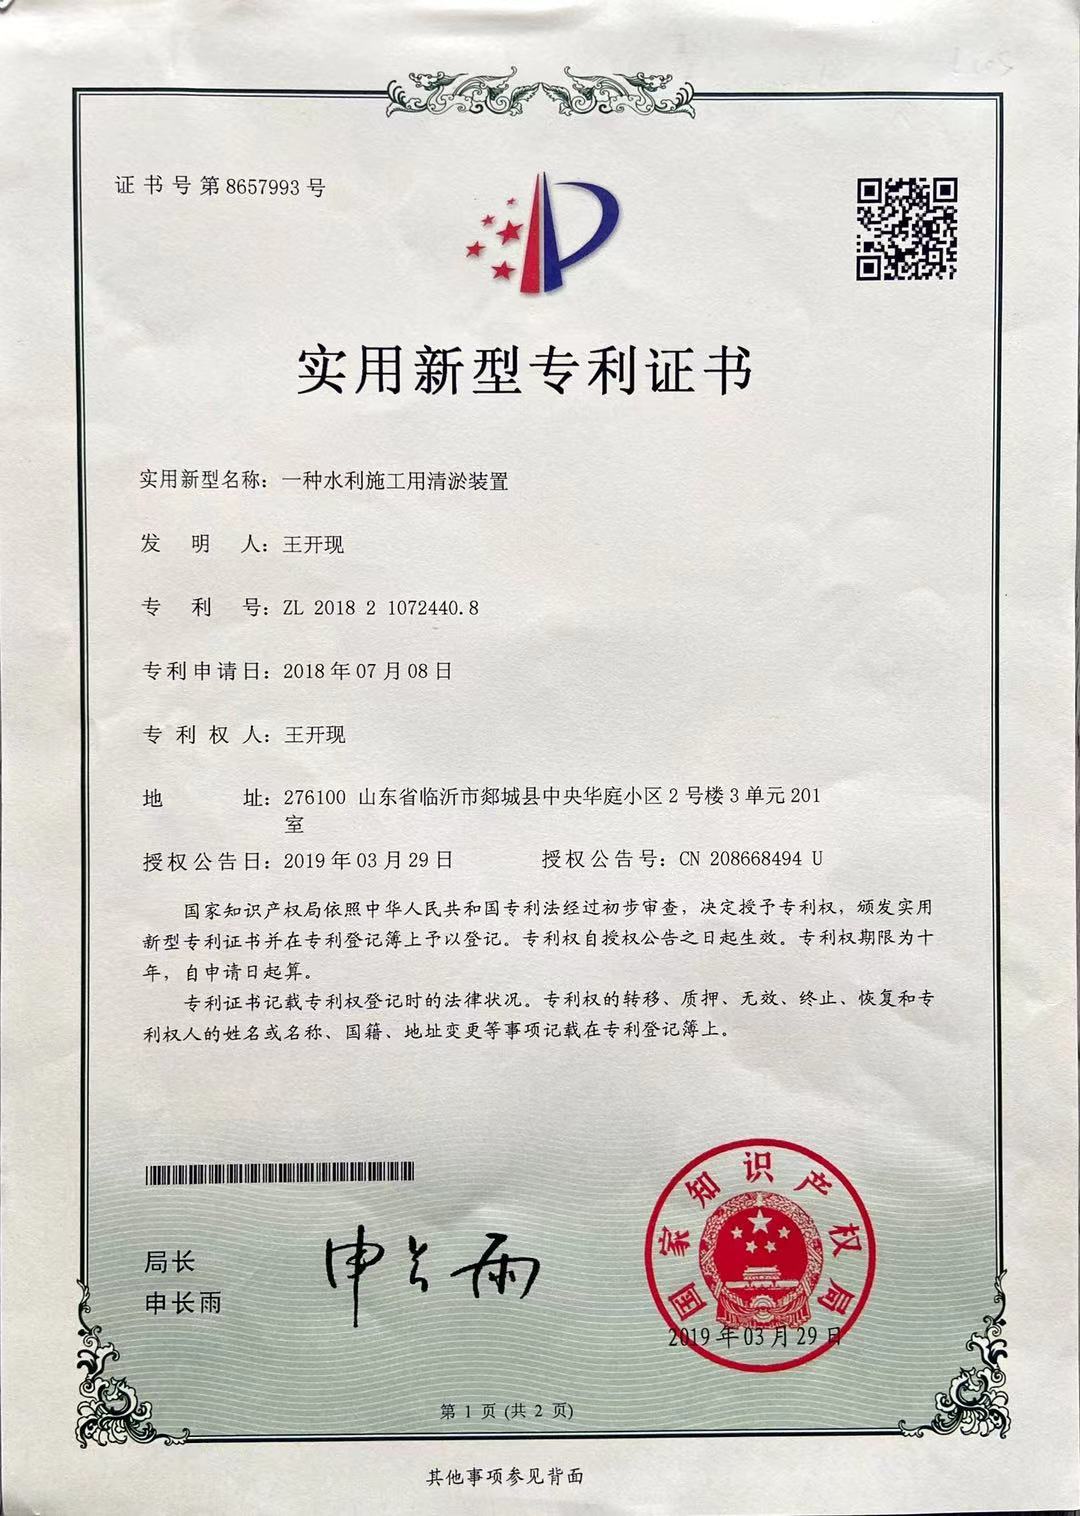 证书号第8657993号
实用新型专利证书
实用新型名称：一种水利施工用清淤装置
发明人：王开现
专利号：ZL 2018 2 1072440.8
专利申请日：2018年07月08日
专利权人：王开现
地址：276100 山东省临沂市郯城县中央华庭小区2号楼3单元201
室
授权公告日：2019年03月29日 授权公告号：CN 208668494 U
国家知识产权局依照中华人民共和国专利法经过初步审查，决定授予专利权，颁发实用
新型专利证书并在专利登记簿上予以登记。专利权自授权公告之日起生效。专利权期限为十
年，自申请日起算。
专利证书记载专利权登记时的法律状况。专利权的转移、质押、无效、终止、恢复和专
利权人的姓名或名称、国籍、地址变更等事项记载在专利登记簿上。
局长
申长雨
申长雨
国家知识产权局
2019年03月29日
第 1 页 (共 2 页)
其他事项参见背面